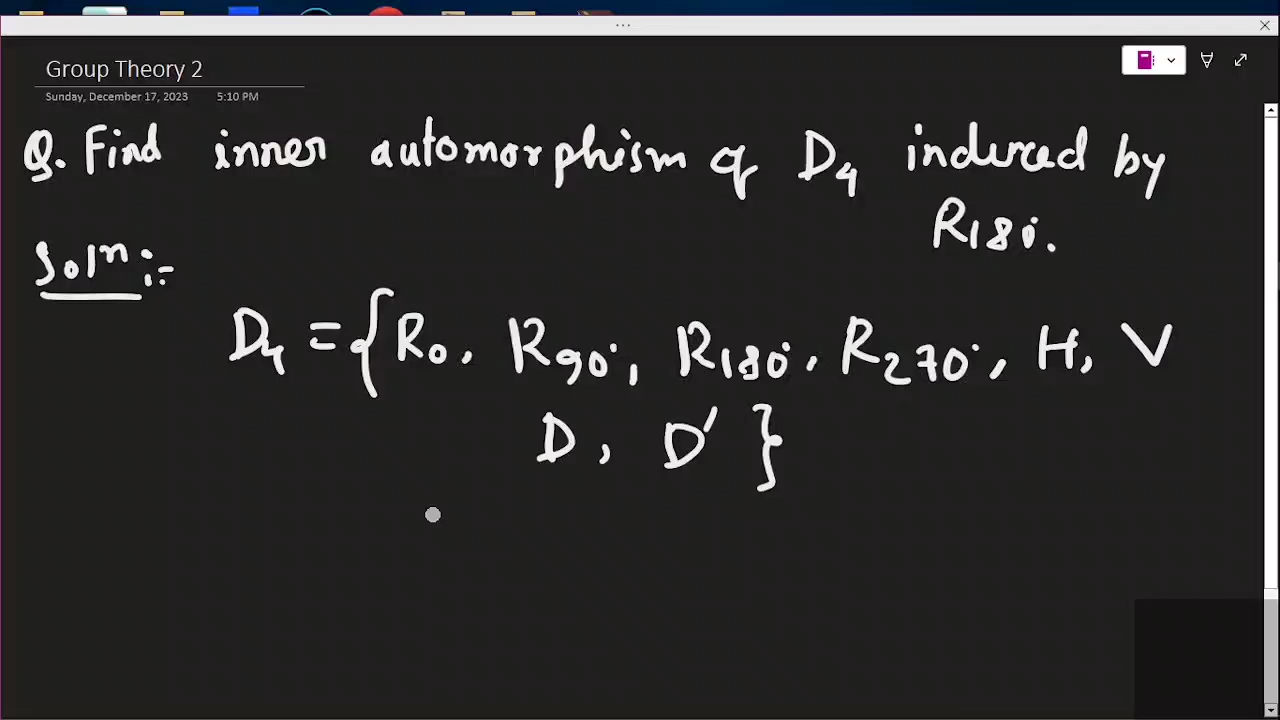 Group Theory 2
Sunday, December 17, 2023 5:10 PM
Q. Find inner automorphism of D₄ induced by
R₁₈₀°.
Solⁿ:-
D₄ = { R₀, R₉₀°, R₁₈₀°, R₂₇₀°, H, V
D, D′ }